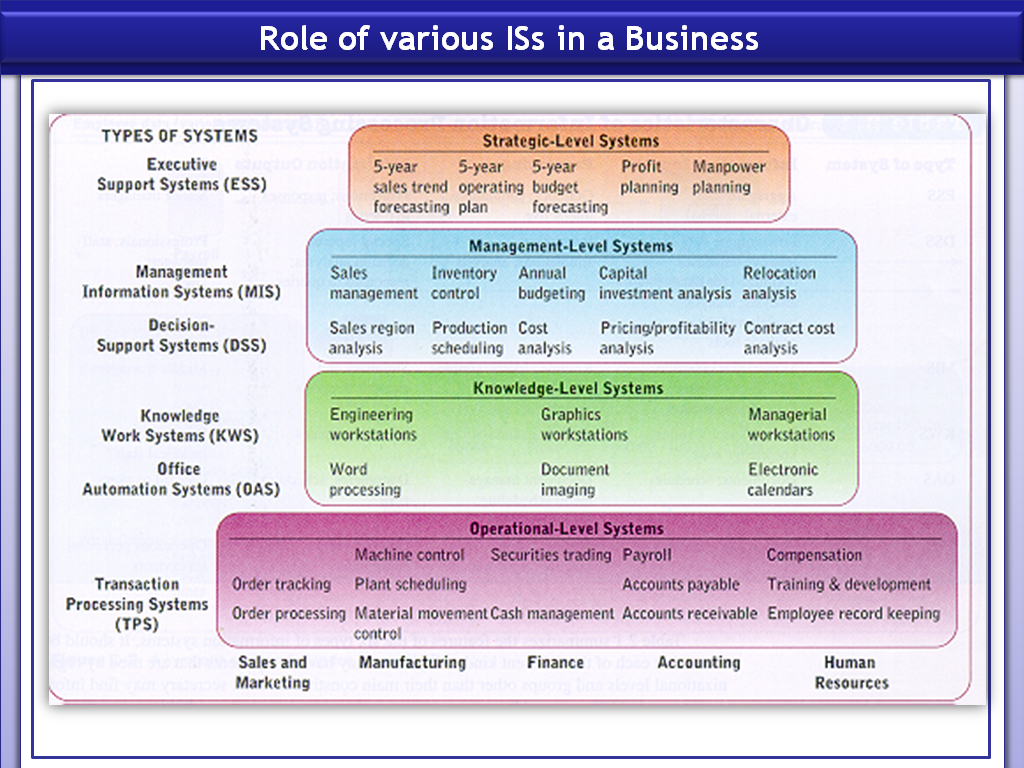 Role of various ISs in a Business
TYPES OF SYSTEMS
Executive
Support Systems (ESS)
Strategic-Level Systems
5-year 5-year 5-year Profit Manpower
sales trend operating budget planning planning
forecasting plan forecasting
Management-Level Systems
Management
Information Systems (MIS)
Sales Inventory Annual Capital Relocation
management control budgeting investment analysis analysis
Decision-
Support Systems (DSS)
Sales region Production Cost Pricing/profitability Contract cost
analysis scheduling analysis analysis analysis
Knowledge-Level Systems
Knowledge
Work Systems (KWS)
Engineering Graphics Managerial
workstations workstations workstations
Office
Automation Systems (OAS)
Word Document Electronic
processing imaging calendars
Operational-Level Systems
Transaction
Processing Systems
(TPS)
Machine control Securities trading Payroll Compensation
Order tracking Plant scheduling Accounts payable Training & development
Order processing Material movement Cash management Accounts receivable Employee record keeping
control
Sales and Manufacturing Finance Accounting Human
Marketing Resources